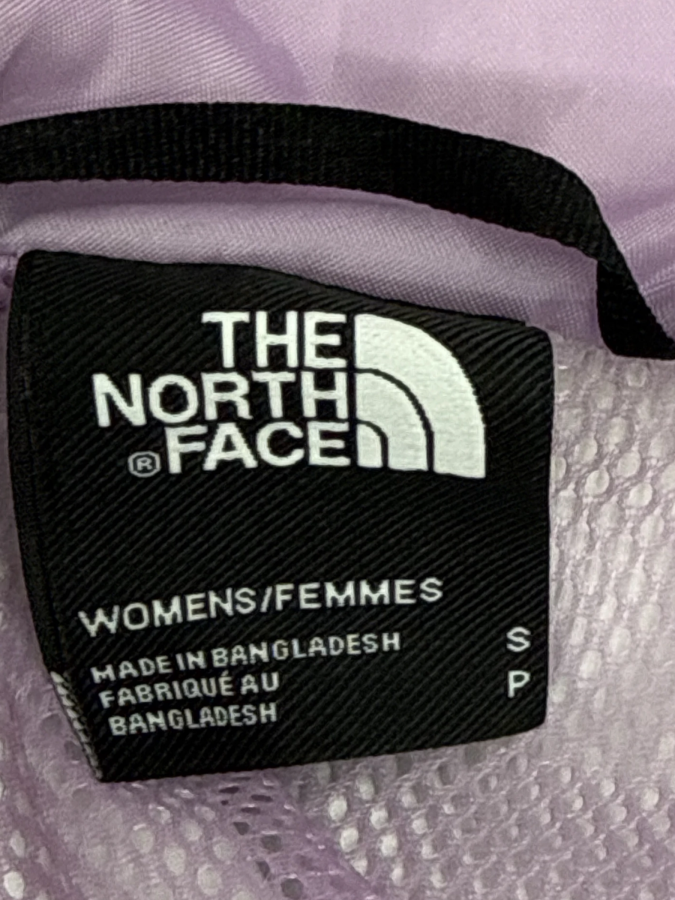 THE
NORTH
®FACE
WOMENS/FEMMES
MADE IN BANGLADESH S
FABRIQUÉ AU P
BANGLADESH